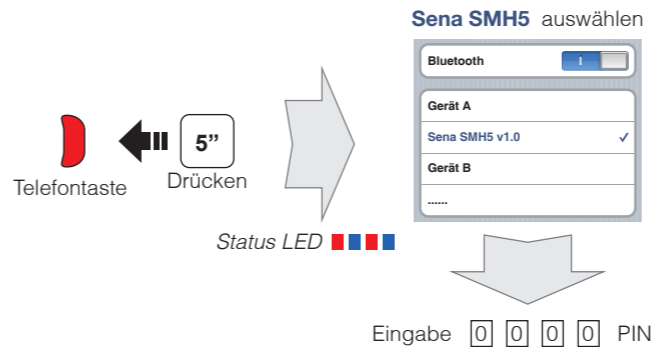 Sena SMH5 auswählen
Bluetooth I
Gerät A
Sena SMH5 v1.0 ✓
Gerät B
......
5”
Telefontaste
Drücken
Status LED
Eingabe 0 0 0 0 PIN